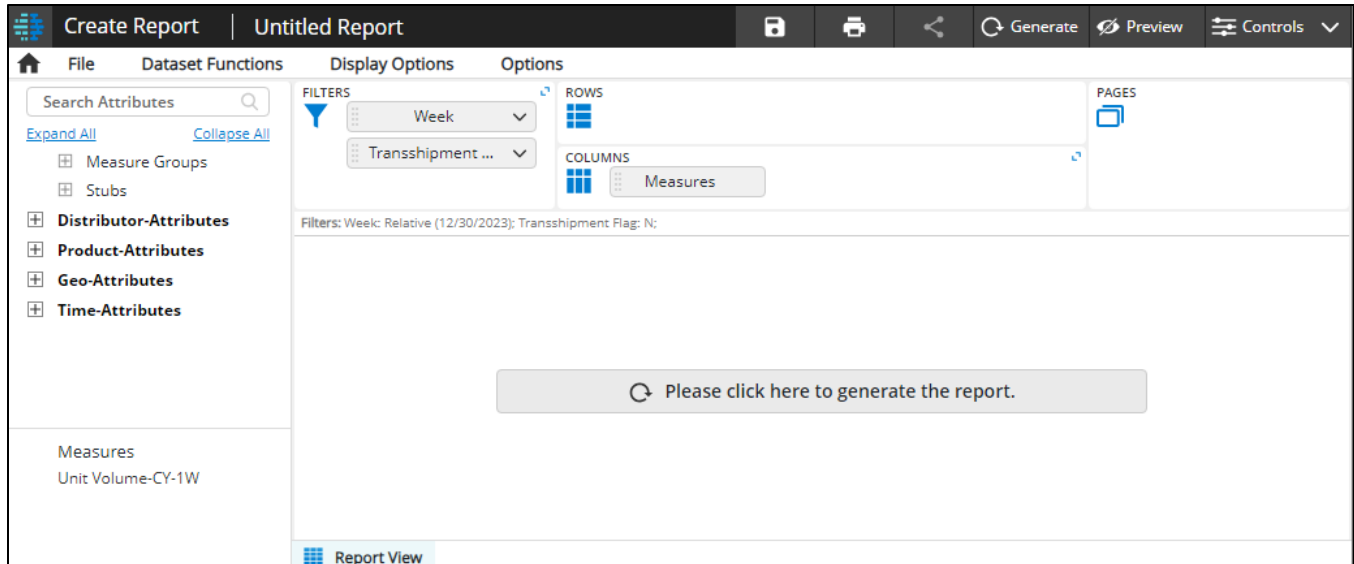 Create Report | Untitled Report
Generate
Preview
Controls
File
Dataset Functions
Display Options
Options
Search Attributes
Expand All
Collapse All
Measure Groups
Stubs
Distributor-Attributes
Product-Attributes
Geo-Attributes
Time-Attributes
Measures
Unit Volume-CY-1W
FILTERS
Week
Transshipment ...
ROWS
COLUMNS
Measures
PAGES
Filters: Week: Relative (12/30/2023); Transshipment Flag: N;
Please click here to generate the report.
Report View